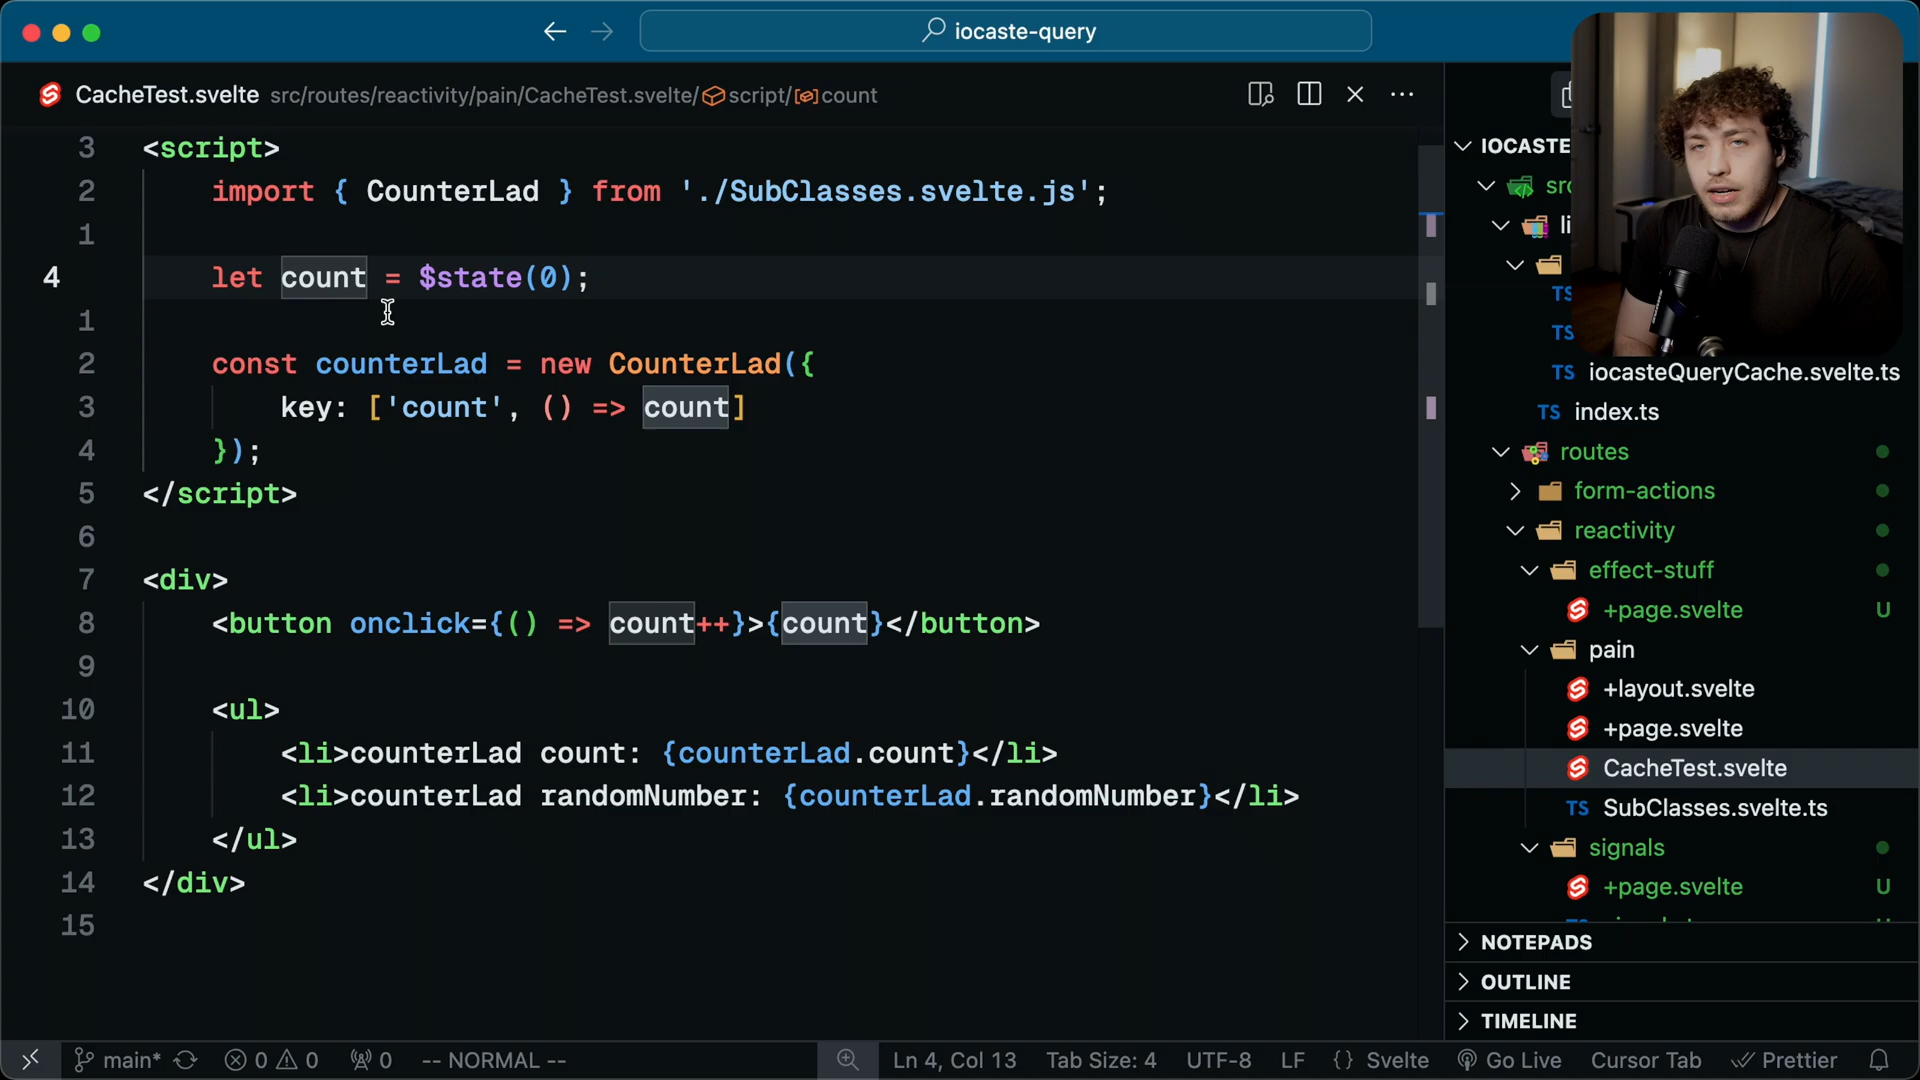 iocaste-query
CacheTest.svelte src/routes/reactivity/pain/CacheTest.svelte/script/count
3 <script>
2 import { CounterLad } from './SubClasses.svelte.js';
1
4 let count = $state(0);
1
2 const counterLad = new CounterLad({
3 key: ['count', () => count]
4 });
5 </script>
6
7 <div>
8 <button onclick={() => count++}>{count}</button>
9
10 <ul>
11 <li>counterLad count: {counterLad.count}</li>
12 <li>counterLad randomNumber: {counterLad.randomNumber}</li>
13 </ul>
14 </div>
15
IOCASTE
src
li
TS
TS
TS iocasteQueryCache.svelte.ts
TS index.ts
routes
form-actions
reactivity
effect-stuff
+page.svelte U
pain
+layout.svelte
+page.svelte
CacheTest.svelte
TS SubClasses.svelte.ts
signals
+page.svelte U
NOTEPADS
OUTLINE
TIMELINE
main* 0 0 0 -- NORMAL -- Ln 4, Col 13 Tab Size: 4 UTF-8 LF {} Svelte Go Live Cursor Tab Prettier